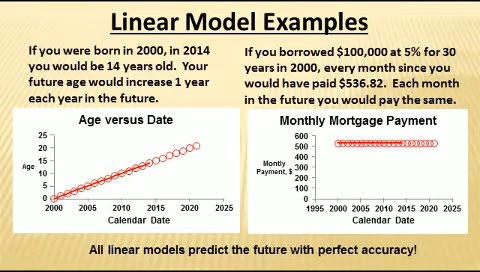 Linear Model Examples
If you were born in 2000, in 2014
you would be 14 years old.  Your
future age would increase 1 year
each year in the future.
If you borrowed $100,000 at 5% for 30
years in 2000, every month since you
would have paid $536.82.  Each month
in the future you would pay the same.
Age versus Date
25
20
15
10
5
0
Age
2000
2005
2010
2015
2020
2025
Calendar Date
Monthly Mortgage Payment
600
500
400
300
200
100
0
Montly
Payment, $
1995
2000
2005
2010
2015
2020
2025
Calendar Date
All linear models predict the future with perfect accuracy!